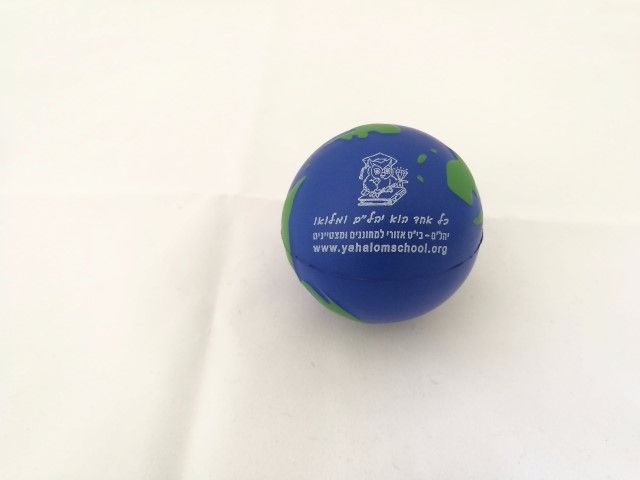 כל אחד הוא יהל"ם ומלואו
יהל"ם - בי"ס אזורי למחוננים ומצטיינים
www.yahalomschool.org